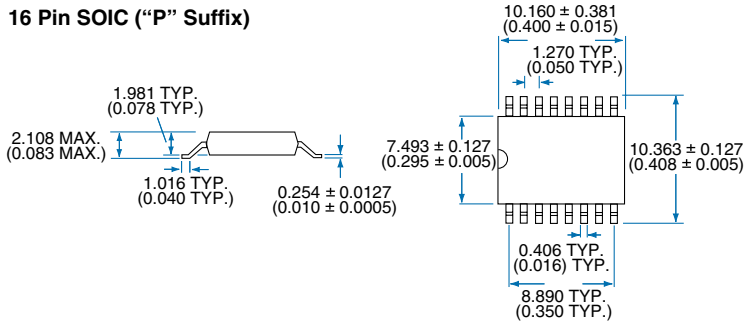 16 Pin SOIC (“P” Suffix)
10.160 ± 0.381
(0.400 ± 0.015)
1.270 TYP.
(0.050 TYP.)
1.981 TYP.
(0.078 TYP.)
2.108 MAX.
(0.083 MAX.)
7.493 ± 0.127
(0.295 ± 0.005)
10.363 ± 0.127
(0.408 ± 0.005)
1.016 TYP.
(0.040 TYP.)
0.254 ± 0.0127
(0.010 ± 0.0005)
0.406 TYP.
(0.016) TYP.
8.890 TYP.
(0.350 TYP.)